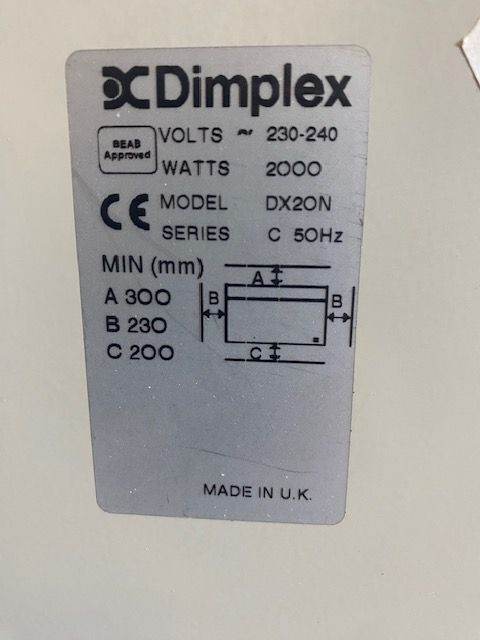 Dimplex
BEAB
Approved
VOLTS ~ 230-240
WATTS 2000
CE
MODEL DX20N
SERIES C 50Hz
MIN (mm)
A 300
B 230
C 200
A
B
B
C
MADE IN U.K.